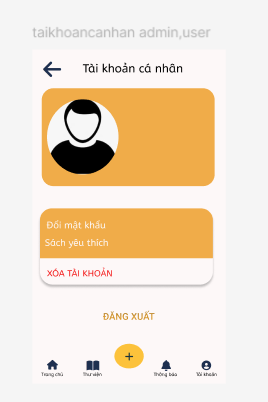 taikhoancanhan admin,user
Tài khoản cá nhân
Đổi mật khẩu
Sách yêu thích
XÓA TÀI KHOẢN
ĐĂNG XUẤT
+
Trang chủ Thư viện Thông báo Tài khoản